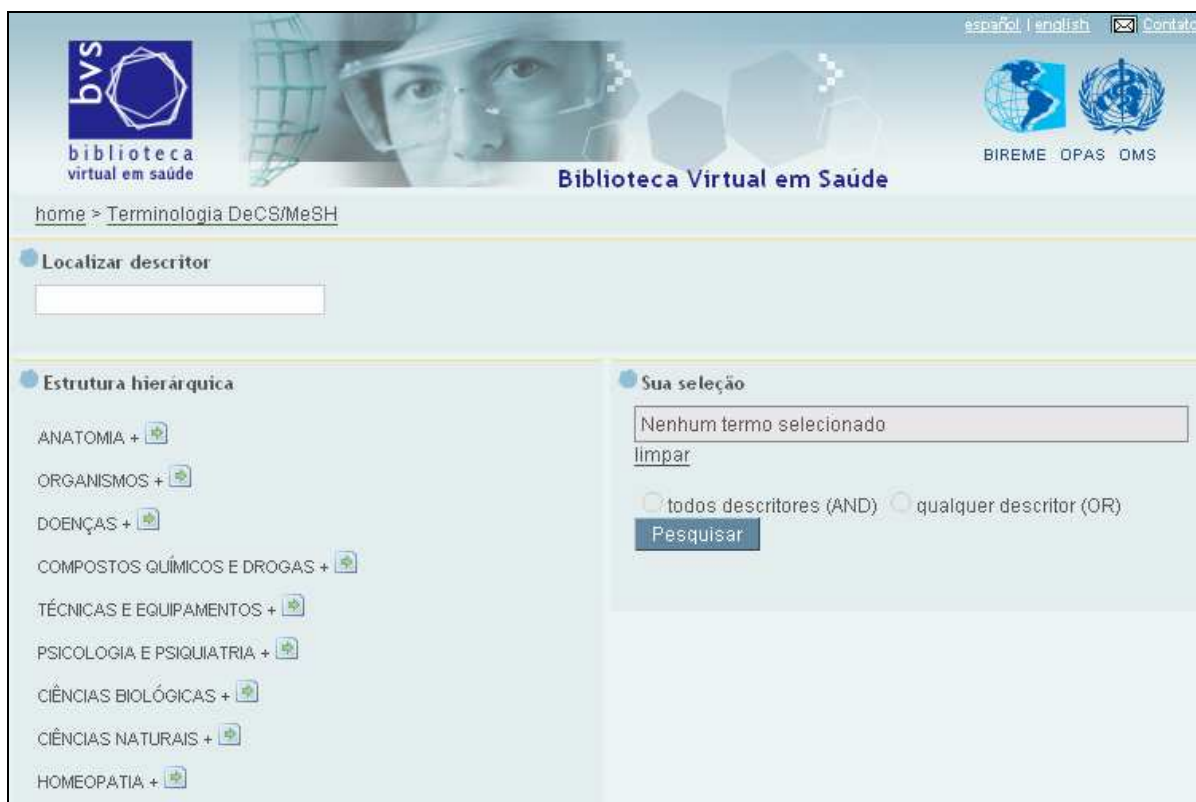 español | english Contato
bvs
biblioteca
virtual em saúde
BIREME OPAS OMS
Biblioteca Virtual em Saúde
home > Terminologia DeCS/MeSH
Localizar descritor
Estrutura hierárquica
ANATOMIA +
ORGANISMOS +
DOENÇAS +
COMPOSTOS QUÍMICOS E DROGAS +
TÉCNICAS E EQUIPAMENTOS +
PSICOLOGIA E PSIQUIATRIA +
CIÊNCIAS BIOLÓGICAS +
CIÊNCIAS NATURAIS +
HOMEOPATIA +
Sua seleção
Nenhum termo selecionado
limpar
todos descritores (AND) qualquer descritor (OR)
Pesquisar